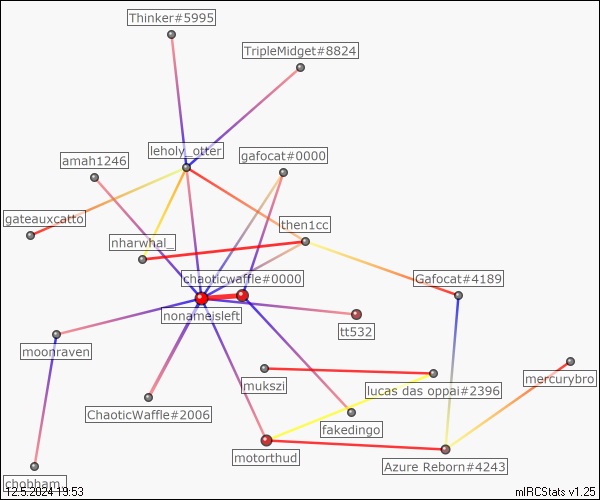 Thinker#5995
TripleMidget#8824
leholy_otter
gafocat#0000
amah1246
gateauxcatto
then1cc
nharwhal_
chaoticwaffle#0000
Gafocat#4189
nonameisleft
tt532
moonraven
mukszi
lucas das oppai#2396
mercurybro
ChaoticWaffle#2006
fakedingo
motorthud
Azure Reborn#4243
chobham_
12.5.2024 19:53
mIRCStats v1.25